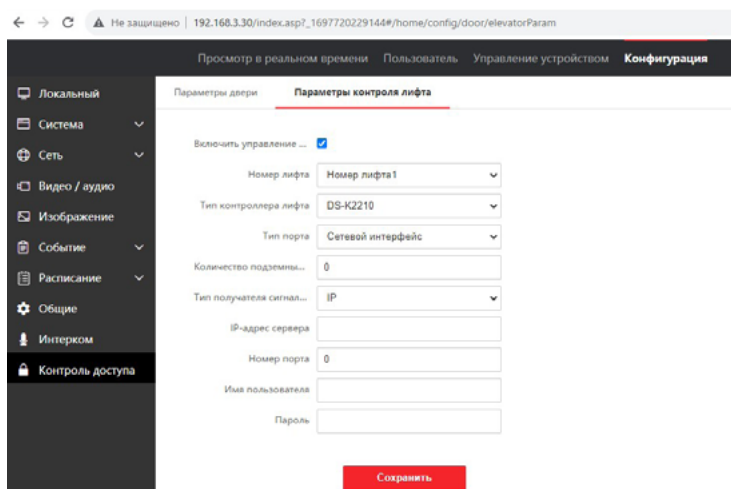 Не защищено | 192.168.3.30/index.asp?_1697720229144#/home/config/door/elevatorParam
Просмотр в реальном времени Пользователь Управление устройством Конфигурация
Локальный
Система
Сеть
Видео / аудио
Изображение
Событие
Расписание
Общие
Интерком
Контроль доступа
Параметры двери Параметры контроля лифта
Включить управление ...
Номер лифта Номер лифта1
Тип контроллера лифта DS-K2210
Тип порта Сетевой интерфейс
Количество подземны... 0
Тип получателя сигнал... IP
IP-адрес сервера
Номер порта 0
Имя пользователя
Пароль
Сохранить